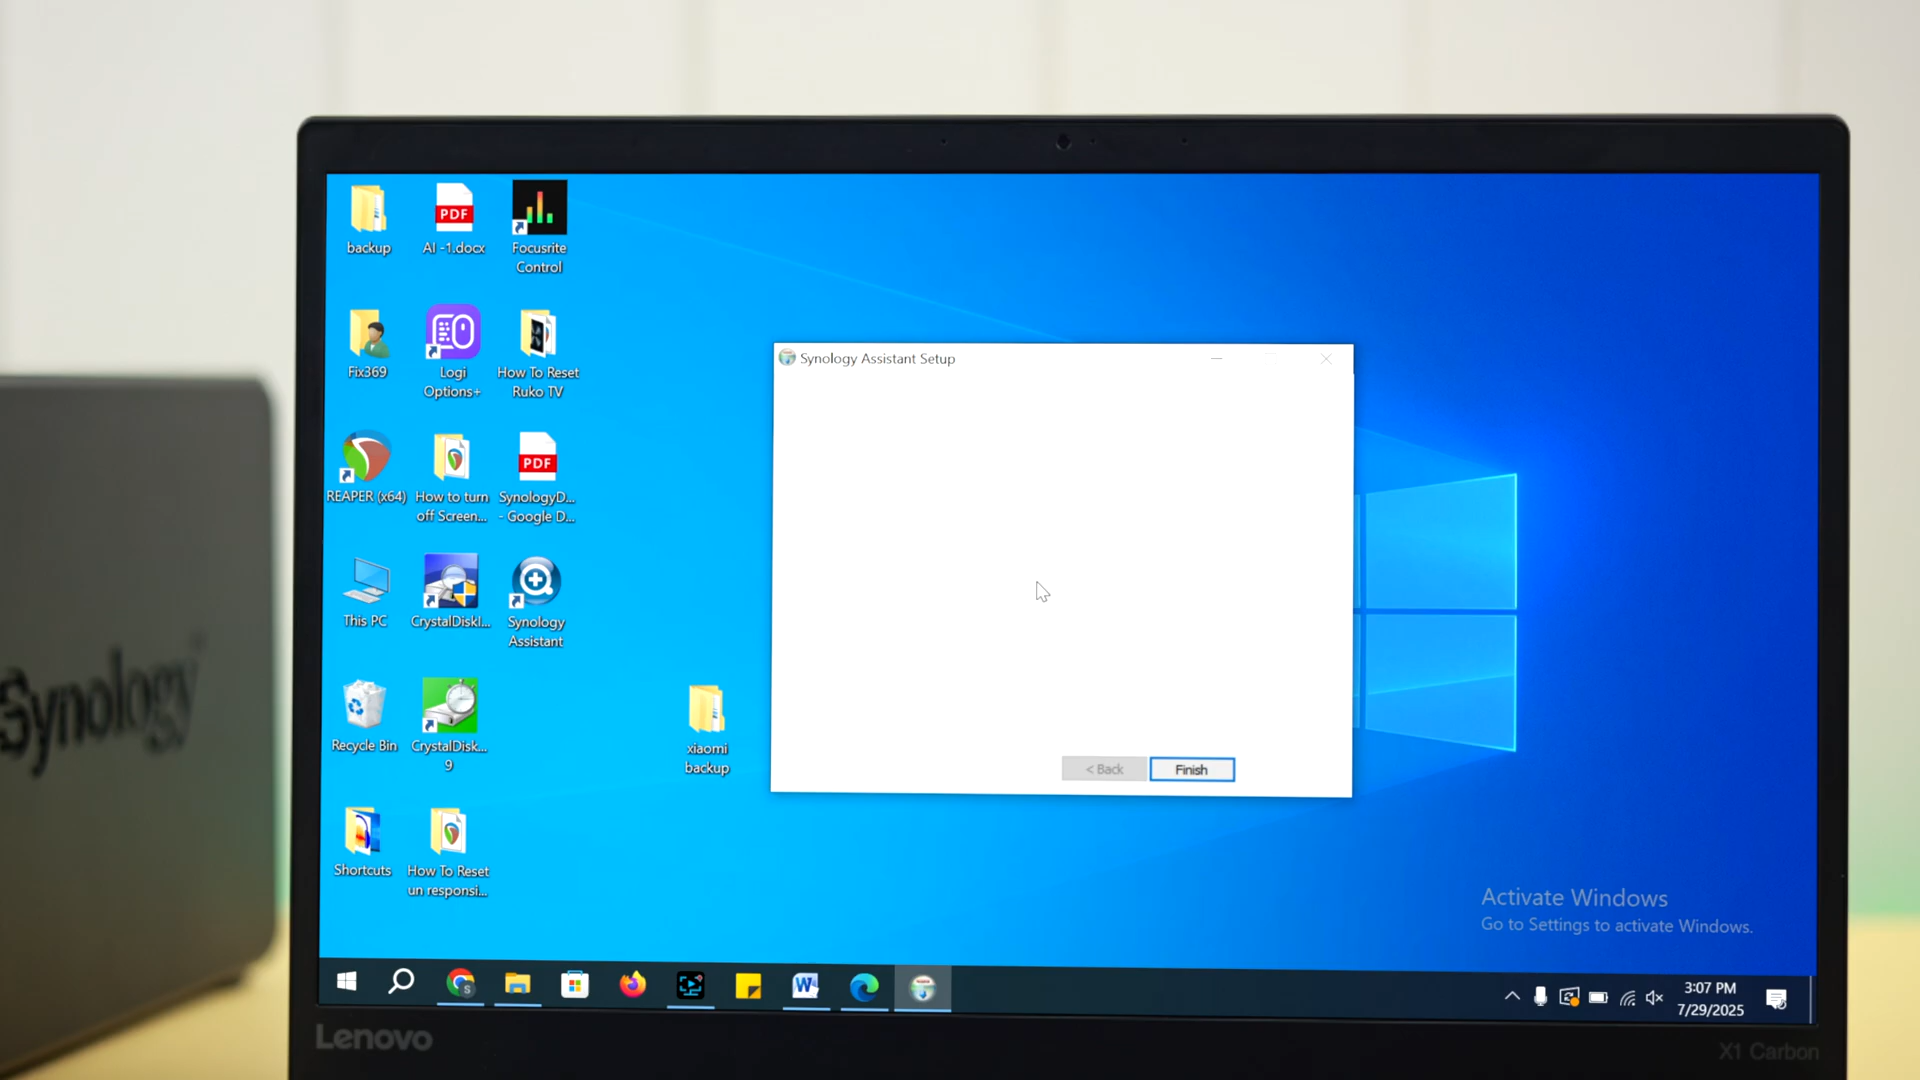 backup
AI -1.docx
Focusrite
Control
PDF
Fix369
Logi
Options+
How To Reset
Ruko TV
REAPER (x64)
How to turn
off Screen...
PDF
SynologyD...
- Google D...
This PC
CrystalDiskI...
Synology
Assistant
Recycle Bin
CrystalDisk...
9
xiaomi
backup
Shortcuts
How To Reset
un responsi...
Synology Assistant Setup
< Back
Finish
Activate Windows
Go to Settings to activate Windows.
3:07 PM
7/29/2025
Synology
Lenovo
X1 Carbon